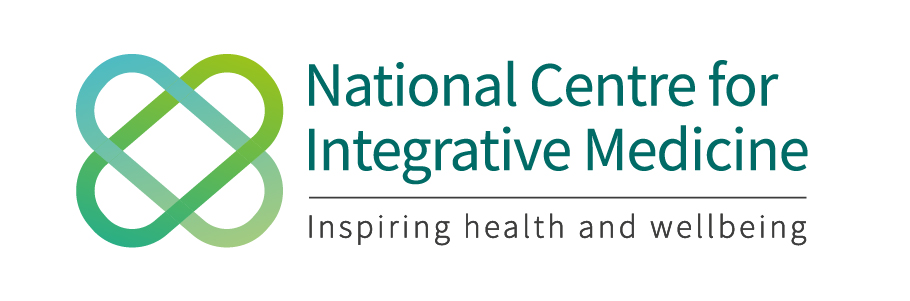 National Centre for
Integrative Medicine
Inspiring health and wellbeing